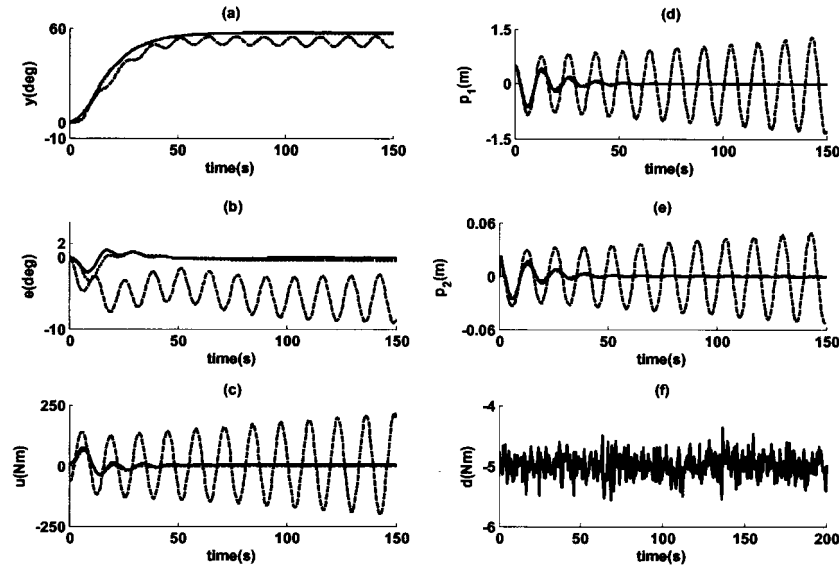 (a)
60
y(deg)
0
-10
0
50
100
150
time(s)
(b)
2
0
e(deg)
-10
0
50
100
150
time(s)
(c)
250
u(Nm)
0
-250
0
50
100
150
time(s)
(d)
1.5
p1(m)
0
-1.5
0
50
100
150
time(s)
(e)
0.06
p2(m)
0
-0.06
0
50
100
150
time(s)
(f)
-4
d(Nm)
-5
-6
0
50
100
150
200
time(s)